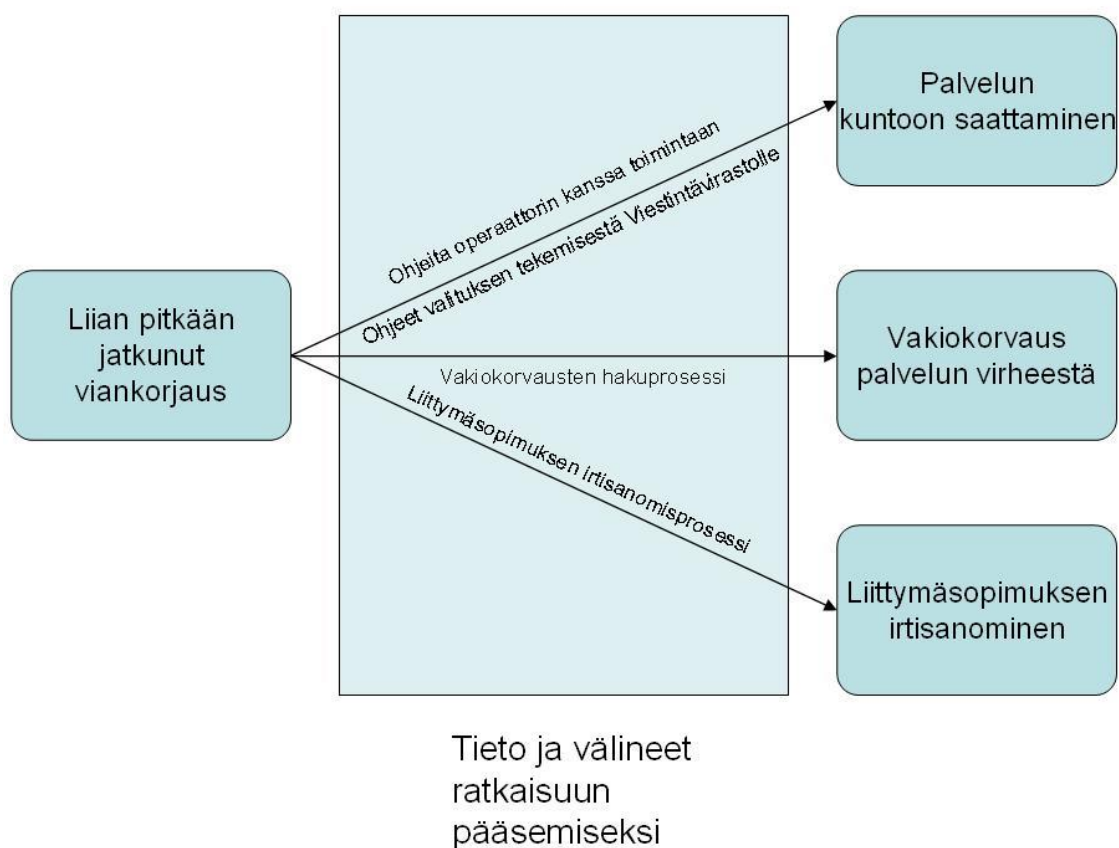 Palvelun
kuntoon saattaminen
Ohjeita operaattorin kanssa toimintaan
Ohjeet valituksen tekemisestä Viestintävirastolle
Liian pitkään
jatkunut
viankorjaus
Vakiokorvaus
palvelun virheestä
Vakiokorvausten hakuprosessi
Liittymäsopimuksen irtisanomisprosessi
Liittymäsopimuksen
irtisanominen
Tieto ja välineet
ratkaisuun
pääsemiseksi